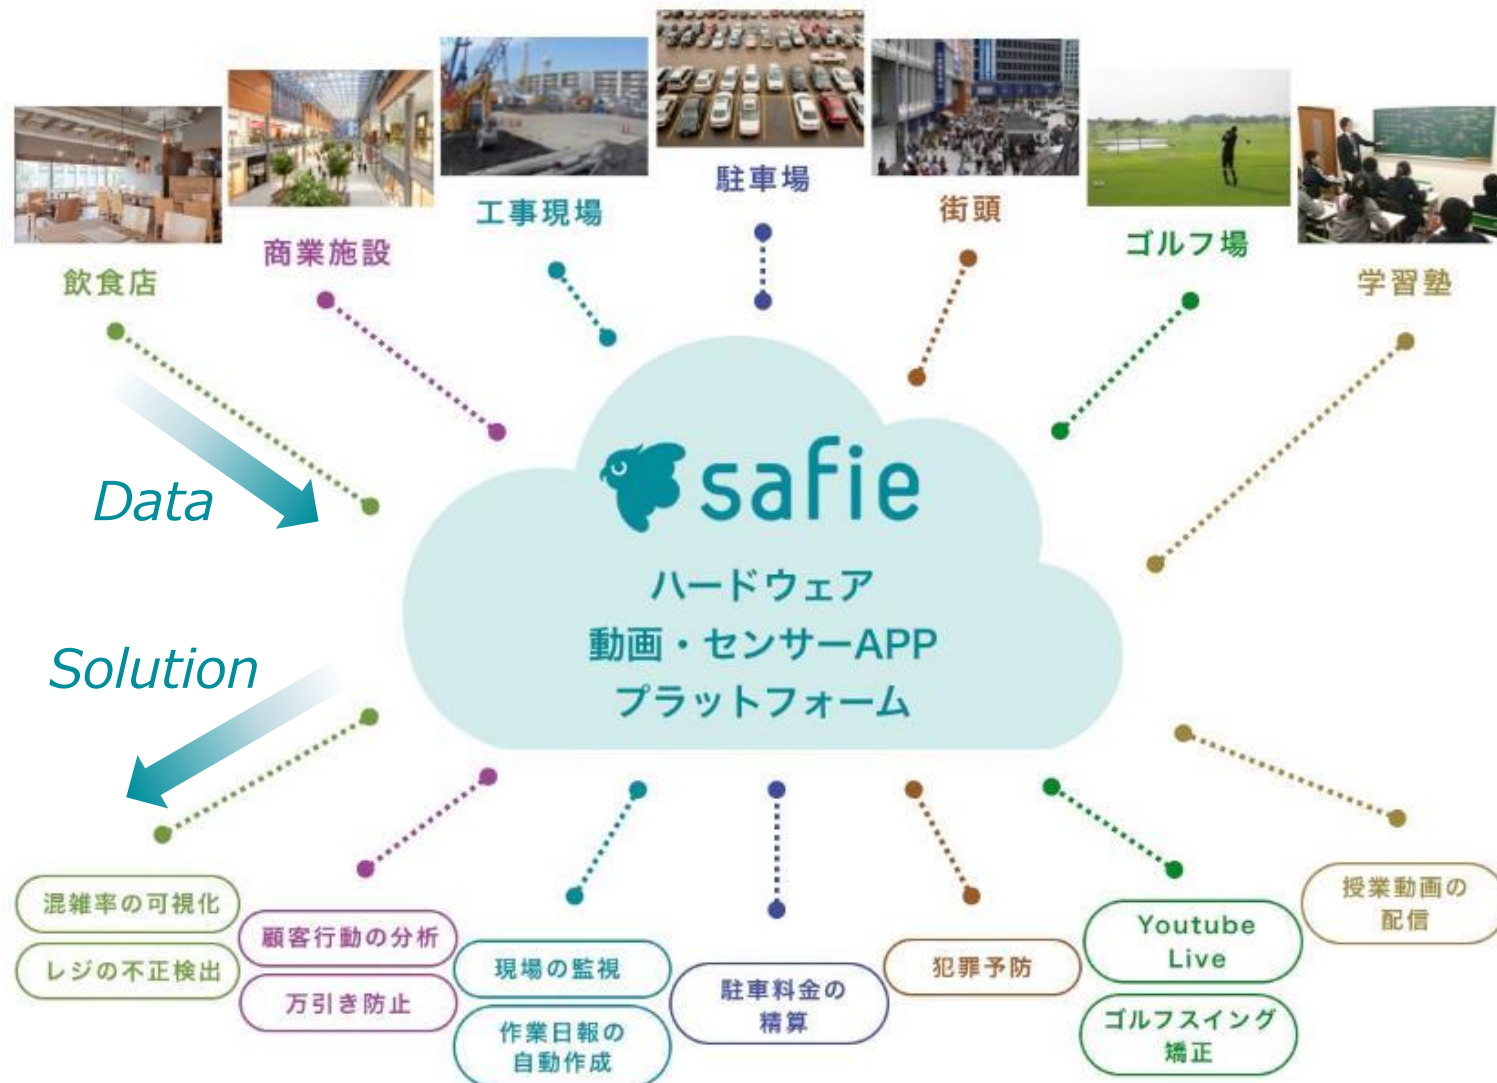 飲食店
商業施設
工事現場
駐車場
街頭
ゴルフ場
学習塾
Data
safie
ハードウェア
動画・センサーAPP
プラットフォーム
Solution
混雑率の可視化
レジの不正検出
顧客行動の分析
万引き防止
現場の監視
作業日報の
自動作成
駐車料金の
精算
犯罪予防
Youtube
Live
ゴルフスイング
矯正
授業動画の
配信